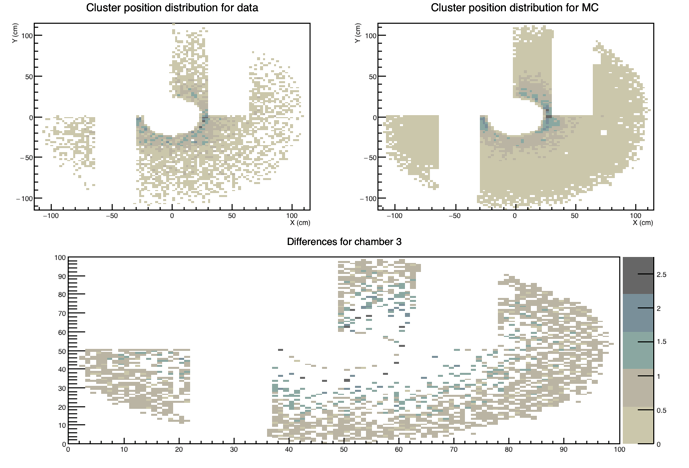 Cluster position distribution for data
Y (cm)
100
50
0
−50
−100
−100 −50 0 50 100
X (cm)
Cluster position distribution for MC
Y (cm)
100
50
0
−50
−100
−100 −50 0 50 100
X (cm)
Differences for chamber 3
100
90
80
70
60
50
40
30
20
10
0
0 10 20 30 40 50 60 70 80 90 100
2.5
2
1.5
1
0.5
0